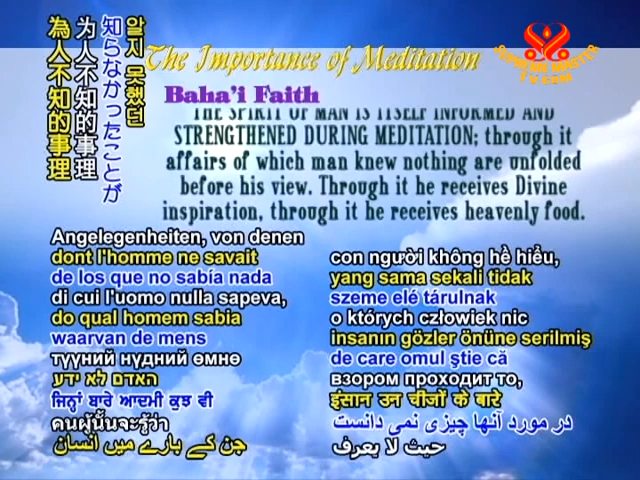 알지 못했던
知らなかったことが
为人不知的事理
為人不知的事理
The Importance of Meditation
SUPREME MASTER
TV.COM
Baha'i Faith
THE SPIRIT OF MAN IS ITSELF INFORMED AND
STRENGTHENED DURING MEDITATION; through it
affairs of which man knew nothing are unfolded
before his view. Through it he receives Divine
inspiration, through it he receives heavenly food.
Angelegenheiten, von denen
dont l'homme ne savait
de los que no sabía nada
di cui l'uomo nulla sapeva,
do qual homem sabia
waarvan de mens
түүний нүдний өмнө
האדם לא ידע
ਜਿਨ੍ਹਾਂ ਬਾਰੇ ਆਦਮੀ ਕੁਝ ਵੀ
คนผู้นั้นจะรู้ว่า
جن کے بارے میں انسان
con người không hề hiểu,
yang sama sekali tidak
szeme elé tárulnak
o których człowiek nic
insanın gözler önüne serilmiş
de care omul ştie că
взором проходит то,
इंसान उन चीजों के बारे
در مورد آنها چیزی نمی دانست
حيث لا يعرف